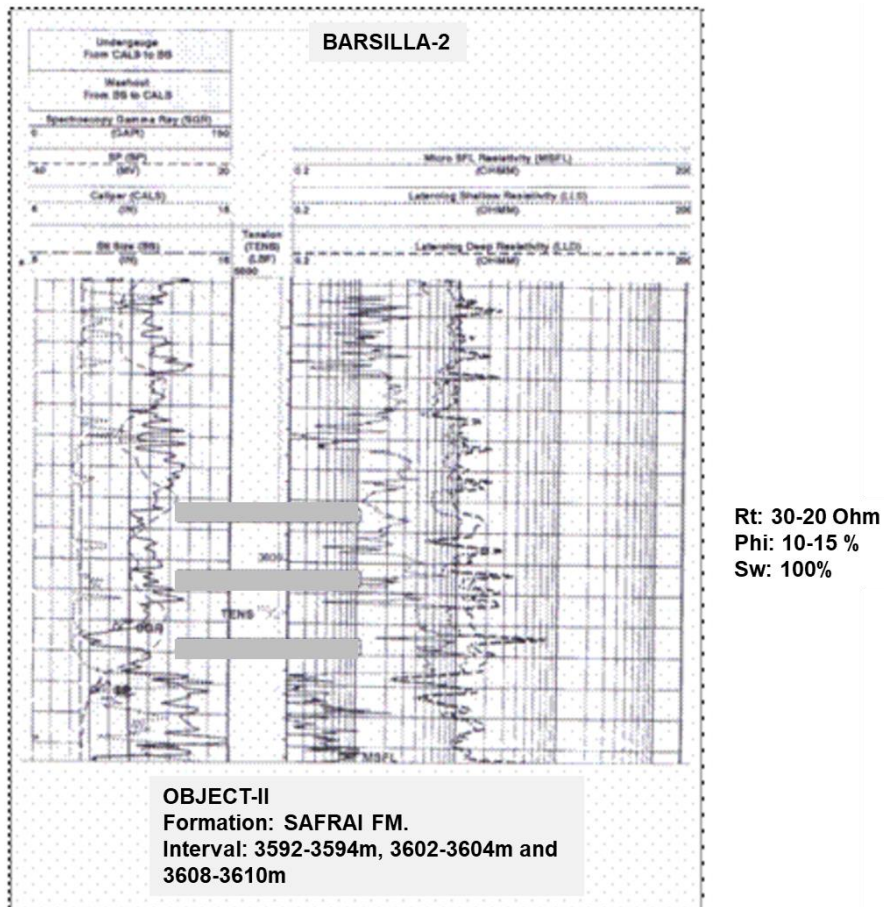 BARSILLA-2
Undergauge
From CALS to BS
Washout
From BS to CALS
Spectroscopy Gamma Ray (SGR)
0 (GAPI) 150
SP (SP)
(MV) 20
Caliper (CALS)
6 (IN) 16
Bit Size (BS)
6 (IN) 16
Tension
(TENS)
(LBF)
Micro SFL Resistivity (MSFL)
0.2 (OHMM)
Laterolog Shallow Resistivity (LLS)
0.2 (OHMM)
Laterolog Deep Resistivity (LLD)
0.2 (OHMM)
3600
TENS
SGR
MSFL
Rt: 30-20 Ohm
Phi: 10-15 %
Sw: 100%
OBJECT-II
Formation: SAFRAI FM.
Interval: 3592-3594m, 3602-3604m and
3608-3610m